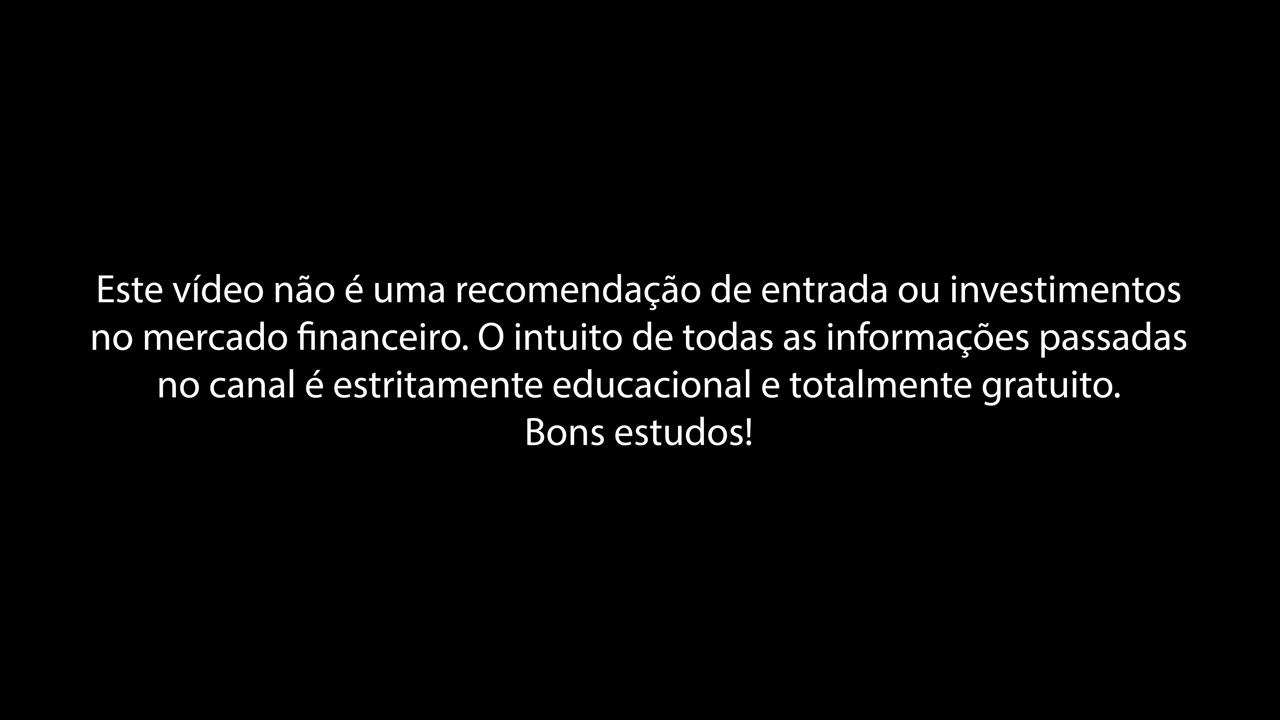 Este vídeo não é uma recomendação de entrada ou investimentos
no mercado financeiro. O intuito de todas as informações passadas
no canal é estritamente educacional e totalmente gratuito.
Bons estudos!